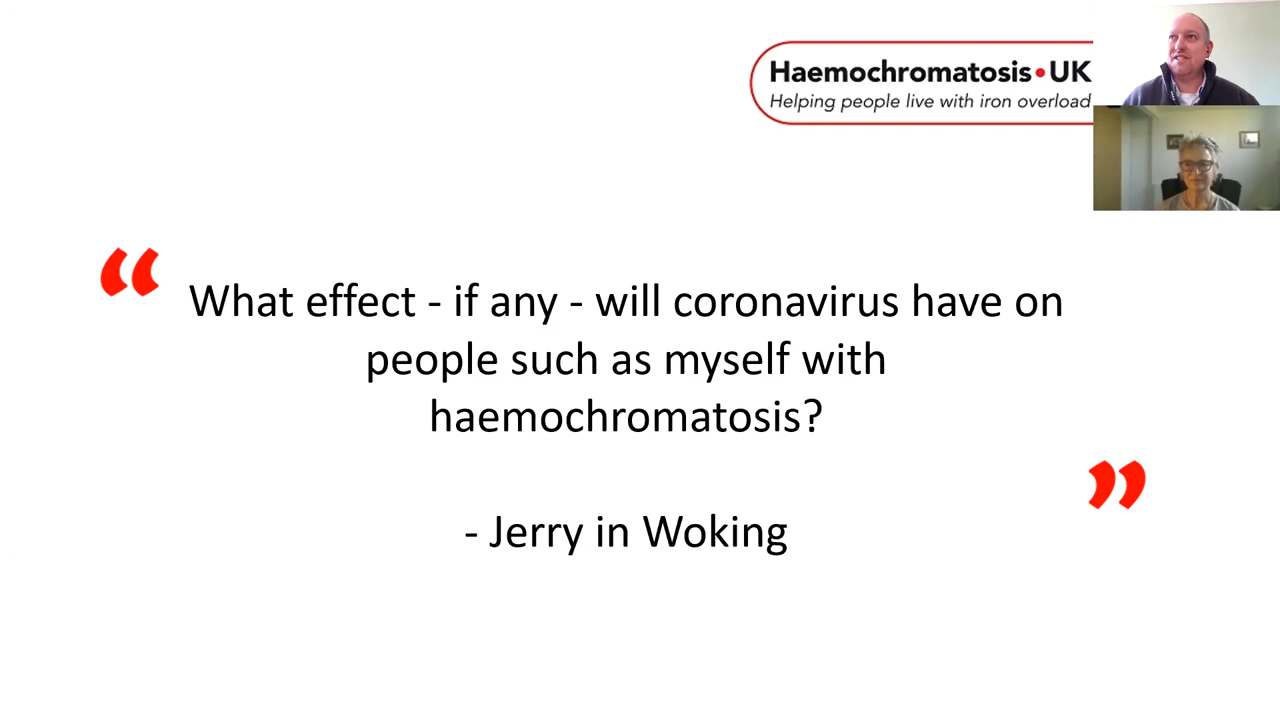 Haemochromatosis•UK
Helping people live with iron overload
“ What effect - if any - will coronavirus have on
people such as myself with
haemochromatosis?
”
- Jerry in Woking